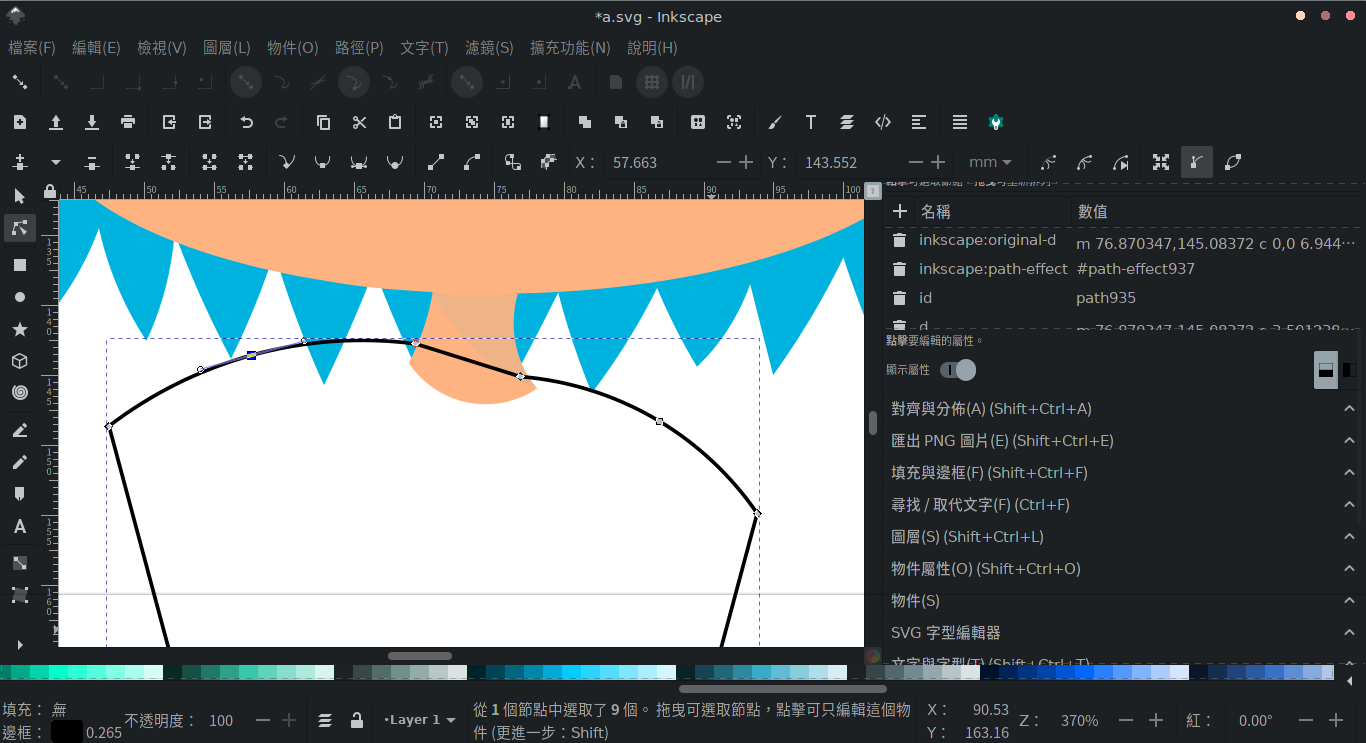 *a.svg - Inkscape
檔案(F) 編輯(E) 檢視(V) 圖層(L) 物件(O) 路徑(P) 文字(T) 濾鏡(S) 擴充功能(N) 說明(H)
X： 57.663 Y： 143.552 mm
45 50 55 60 65 70 75 80 85 90 95 100
1
名稱 數值
inkscape:original-d m 76.870347,145.08372 c 0,0 6.944…
inkscape:path-effect #path-effect937
id path935
點擊要編輯的屬性。
顯示屬性
對齊與分佈(A) (Shift+Ctrl+A)
匯出 PNG 圖片(E) (Shift+Ctrl+E)
填充與邊框(F) (Shift+Ctrl+F)
尋找 / 取代文字(F) (Ctrl+F)
圖層(S) (Shift+Ctrl+L)
物件屬性(O) (Shift+Ctrl+O)
物件(S)
SVG 字型編輯器
文字與字型(T) (Shift+Ctrl+T)
填充： 無
邊框： 0.265
不透明度： 100
•Layer 1
從 1 個節點中選取了 9 個。 拖曳可選取節點，點擊可只編輯這個物
件 (更進一步：Shift)
X： 90.53
Y： 163.16
Z： 370%
紅： 0.00°